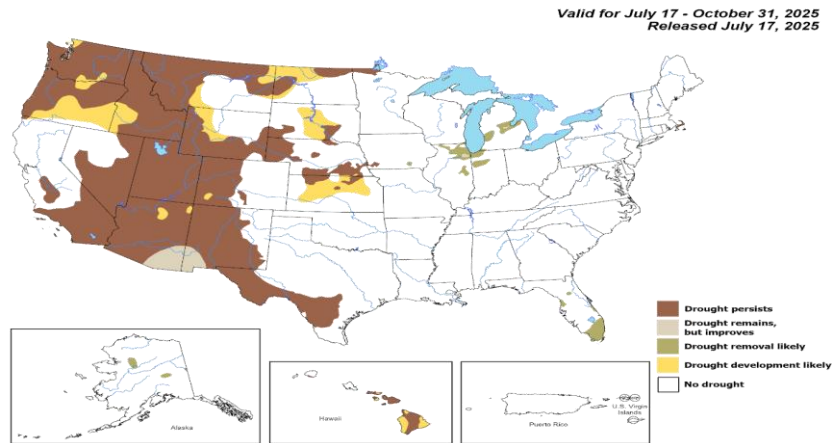 Valid for July 17 - October 31, 2025
Released July 17, 2025
Drought persists
Drought remains,
but improves
Drought removal likely
Drought development likely
No drought
Alaska
Hawaii
Puerto Rico
U.S. Virgin
Islands